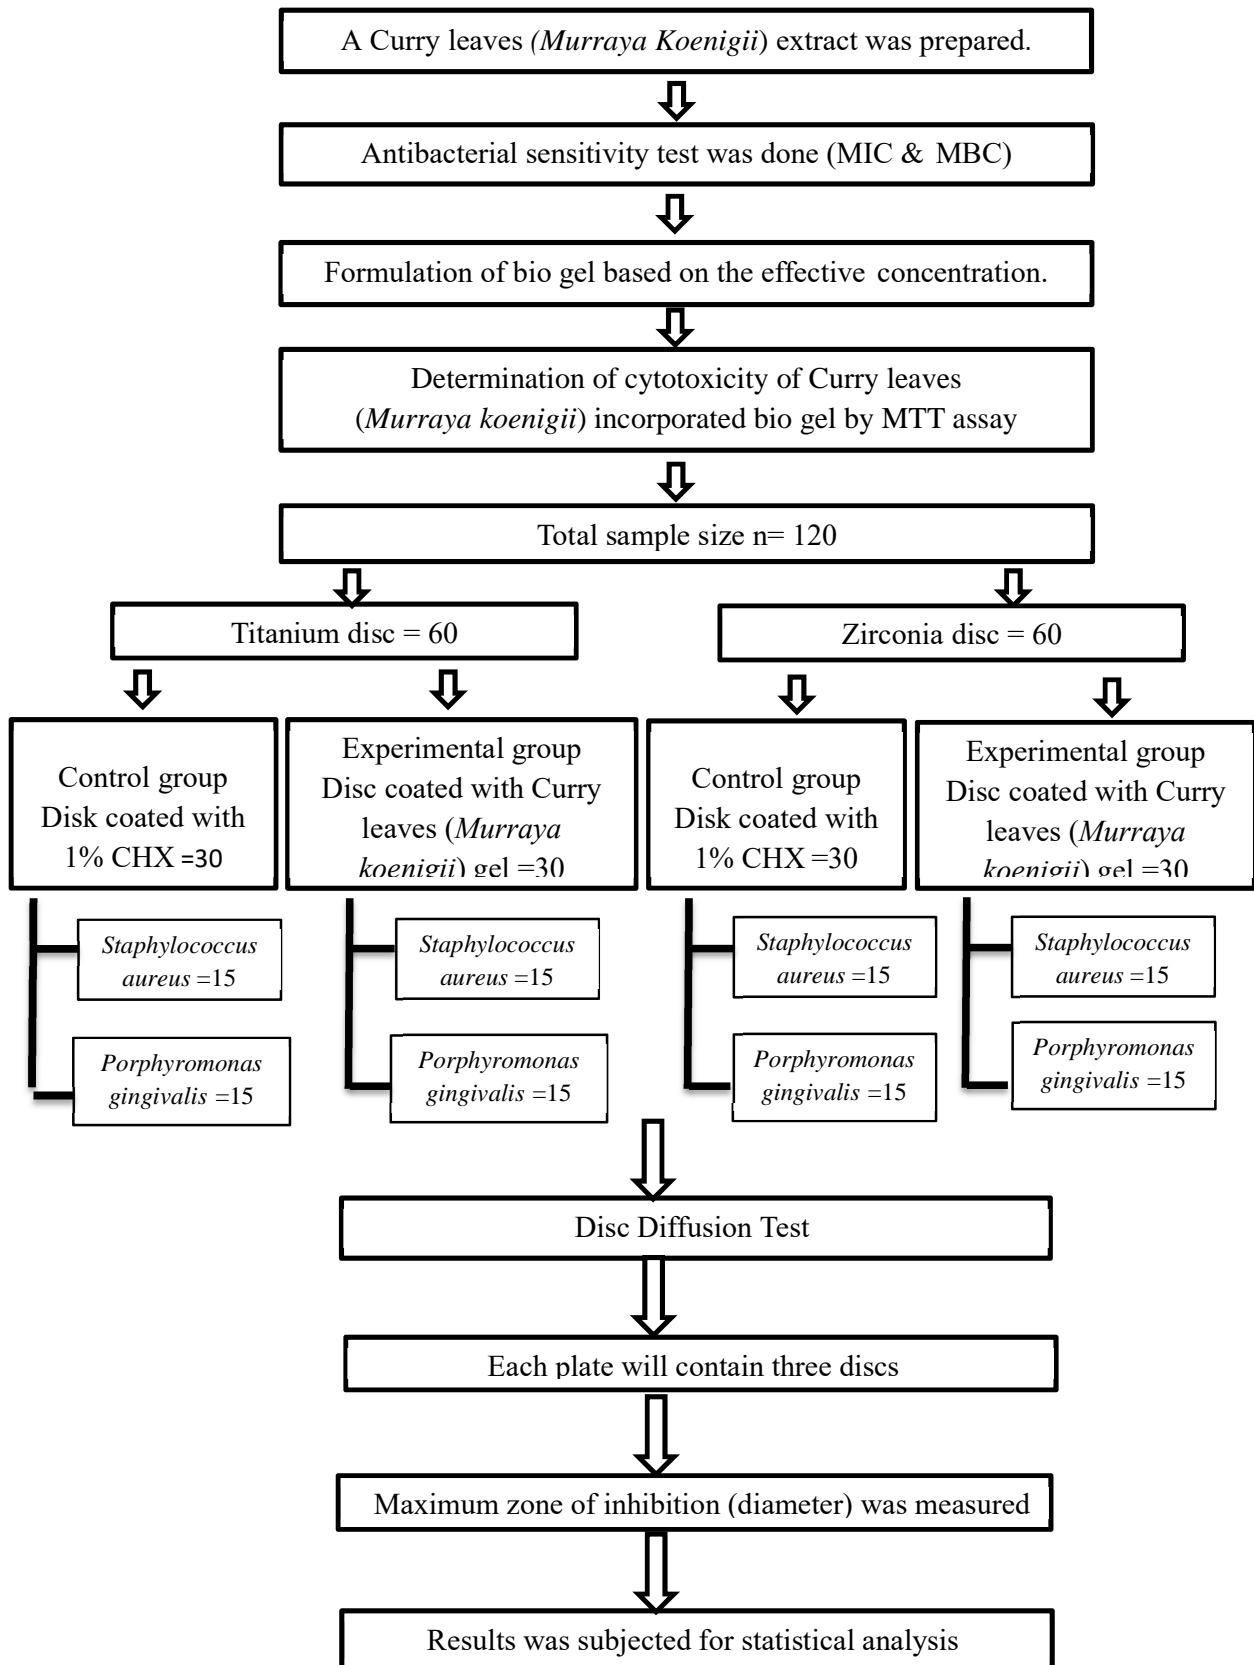 A Curry leaves (Murraya Koenigii) extract was prepared.
Antibacterial sensitivity test was done (MIC & MBC)
Formulation of bio gel based on the effective concentration.
Determination of cytotoxicity of Curry leaves
(Murraya koenigii) incorporated bio gel by MTT assay
Total sample size n= 120
Titanium disc = 60
Zirconia disc = 60
Control group
Disk coated with
1% CHX =30
Experimental group
Disc coated with Curry
leaves (Murraya
koenigii) gel =30
Control group
Disk coated with
1% CHX =30
Experimental group
Disc coated with Curry
leaves (Murraya
koenigii) gel =30
Staphylococcus
aureus =15
Staphylococcus
aureus =15
Staphylococcus
aureus =15
Staphylococcus
aureus =15
Porphyromonas
gingivalis =15
Porphyromonas
gingivalis =15
Porphyromonas
gingivalis =15
Porphyromonas
gingivalis =15
Disc Diffusion Test
Each plate will contain three discs
Maximum zone of inhibition (diameter) was measured
Results was subjected for statistical analysis